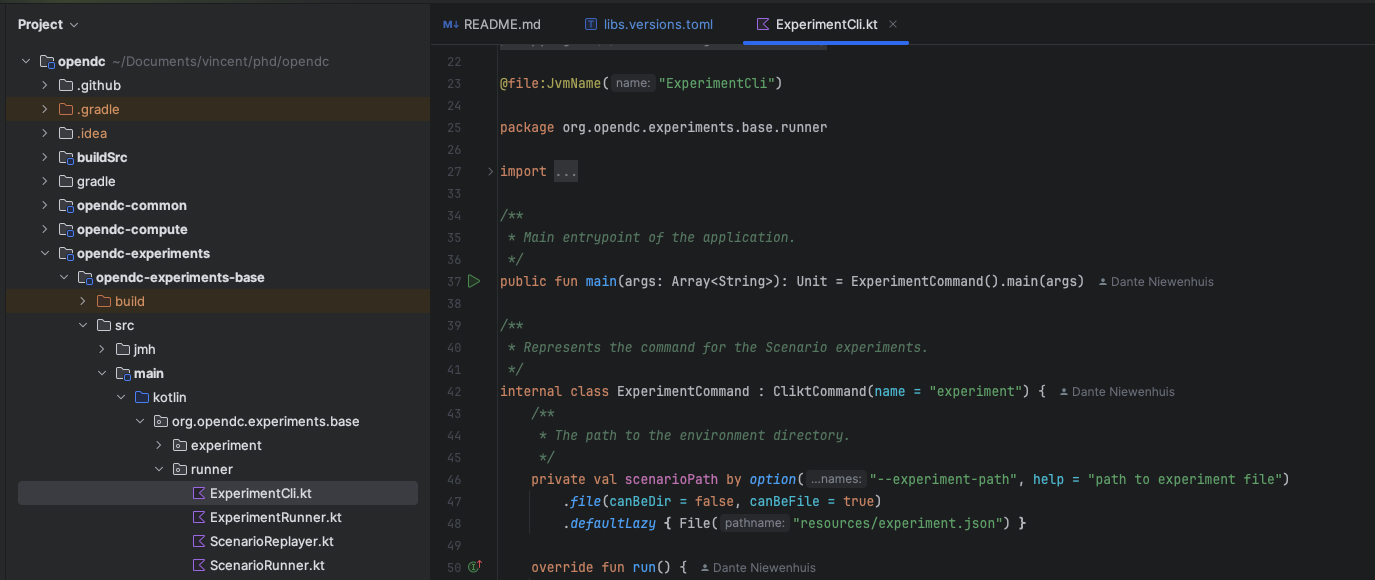 Project
opendc ~/Documents/vincent/phd/opendc
.github
.gradle
.idea
buildSrc
gradle
opendc-common
opendc-compute
opendc-experiments
opendc-experiments-base
build
src
jmh
main
kotlin
org.opendc.experiments.base
experiment
runner
ExperimentCli.kt
ExperimentRunner.kt
ScenarioReplayer.kt
ScenarioRunner.kt
M↓ README.md T libs.versions.toml ExperimentCli.kt ×
22
23 @file:JvmName( name: "ExperimentCli")
24
25 package org.opendc.experiments.base.runner
26
27 > import ...
33
34 /**
35 * Main entrypoint of the application.
36 */
37 public fun main(args: Array<String>): Unit = ExperimentCommand().main(args) Dante Niewenhuis
38
39 /**
40 * Represents the command for the Scenario experiments.
41 */
42 internal class ExperimentCommand : CliktCommand(name = "experiment") { Dante Niewenhuis
43 /**
44 * The path to the environment directory.
45 */
46 private val scenarioPath by option( ...names: "--experiment-path", help = "path to experiment file")
47 .file(canBeDir = false, canBeFile = true)
48 .defaultLazy { File( pathname: "resources/experiment.json") }
49
50 override fun run() { Dante Niewenhuis